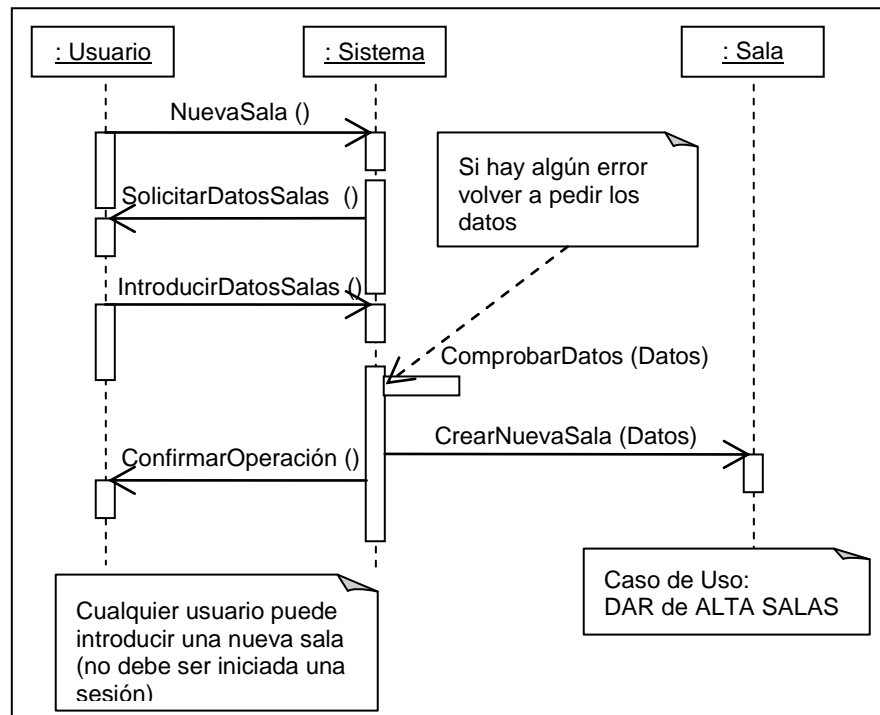 : Usuario
: Sistema
: Sala
NuevaSala ()
Si hay algún error
volver a pedir los
datos
SolicitarDatosSalas ()
IntroducirDatosSalas ()
ComprobarDatos (Datos)
CrearNuevaSala (Datos)
ConfirmarOperación ()
Caso de Uso:
DAR de ALTA SALAS
Cualquier usuario puede
introducir una nueva sala
(no debe ser iniciada una
sesión)